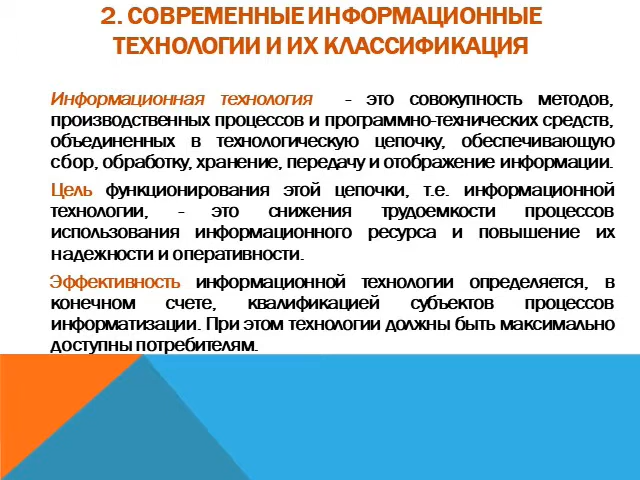 2. СОВРЕМЕННЫЕ ИНФОРМАЦИОННЫЕ
ТЕХНОЛОГИИ И ИХ КЛАССИФИКАЦИЯ
Информационная технология - это совокупность методов,
производственных процессов и программно-технических средств,
объединенных в технологическую цепочку, обеспечивающую
сбор, обработку, хранение, передачу и отображение информации.
Цель функционирования этой цепочки, т.е. информационной
технологии, - это снижения трудоемкости процессов
использования информационного ресурса и повышение их
надежности и оперативности.
Эффективность информационной технологии определяется, в
конечном счете, квалификацией субъектов процессов
информатизации. При этом технологии должны быть максимально
доступны потребителям.